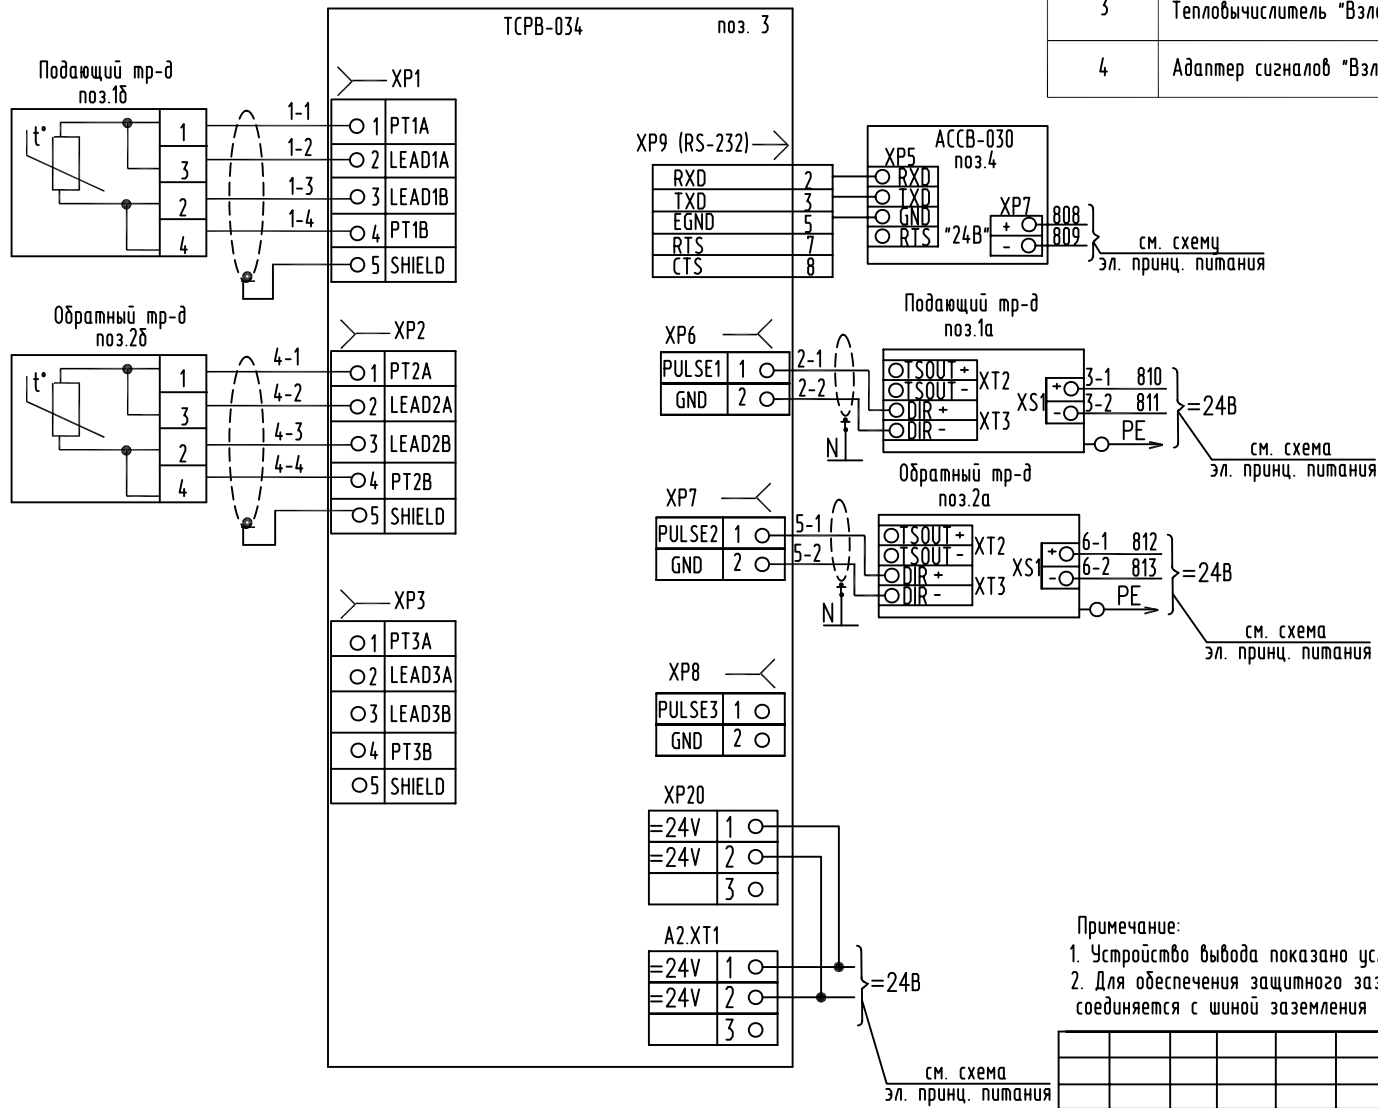 ТСРВ-034
поз. 3
3
Тепловычислитель "Взл
4
Адаптер сигналов "Взл
Подающий тр-д
поз.1б
t°
1
3
2
4
1-1
1-2
1-3
1-4
XP1
1 PT1A
2 LEAD1A
3 LEAD1B
4 PT1B
5 SHIELD
Обратный тр-д
поз.2б
t°
1
3
2
4
4-1
4-2
4-3
4-4
XP2
1 PT2A
2 LEAD2A
3 LEAD2B
4 PT2B
5 SHIELD
XP3
1 PT3A
2 LEAD3A
3 LEAD3B
4 PT3B
5 SHIELD
XP9 (RS-232)
RXD 2
TXD 3
EGND 5
RTS 7
CTS 8
АССВ-030
поз.4
XP5
RXD
TXD
GND
RTS
"24В"
XP7
+
-
808
809
см. схему
эл. принц. питания
XP6
PULSE1 1
GND 2
2-1
2-2
N
Подающий тр-д
поз.1а
TSOUT +
TSOUT -
DIR +
DIR -
XT2
XT3
XS1
+
-
3-1 810
3-2 811
PE
=24В
см. схема
эл. принц. питания
XP7
PULSE2 1
GND 2
5-1
5-2
N
Обратный тр-д
поз.2а
TSOUT +
TSOUT -
DIR +
DIR -
XT2
XT3
XS1
+
-
6-1 812
6-2 813
PE
=24В
см. схема
эл. принц. питания
XP8
PULSE3 1
GND 2
XP20
=24V 1
=24V 2
3
A2.XT1
=24V 1
=24V 2
3
=24В
см. схема
эл. принц. питания
Примечание:
1. Устройство вывода показано ус
2. Для обеспечения защитного за
соединяется с шиной заземления